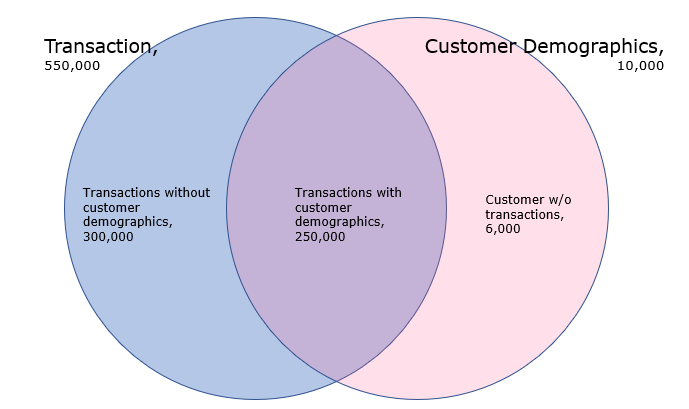 Transaction,
550,000
Customer Demographics,
10,000
Transactions without
customer
demographics,
300,000
Transactions with
customer
demographics,
250,000
Customer w/o
transactions,
6,000